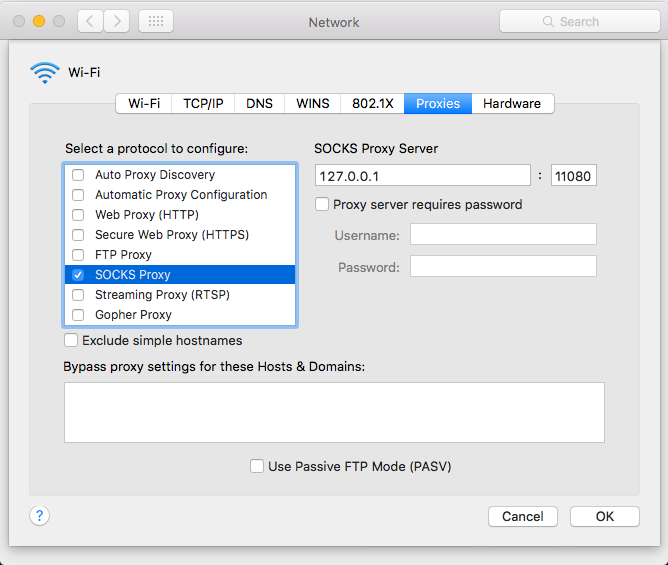 Network
Search
Wi-Fi
Wi-Fi TCP/IP DNS WINS 802.1X Proxies Hardware
Select a protocol to configure:
Auto Proxy Discovery
Automatic Proxy Configuration
Web Proxy (HTTP)
Secure Web Proxy (HTTPS)
FTP Proxy
SOCKS Proxy
Streaming Proxy (RTSP)
Gopher Proxy
SOCKS Proxy Server
127.0.0.1 : 11080
Proxy server requires password
Username:
Password:
Exclude simple hostnames
Bypass proxy settings for these Hosts & Domains:
Use Passive FTP Mode (PASV)
? Cancel OK